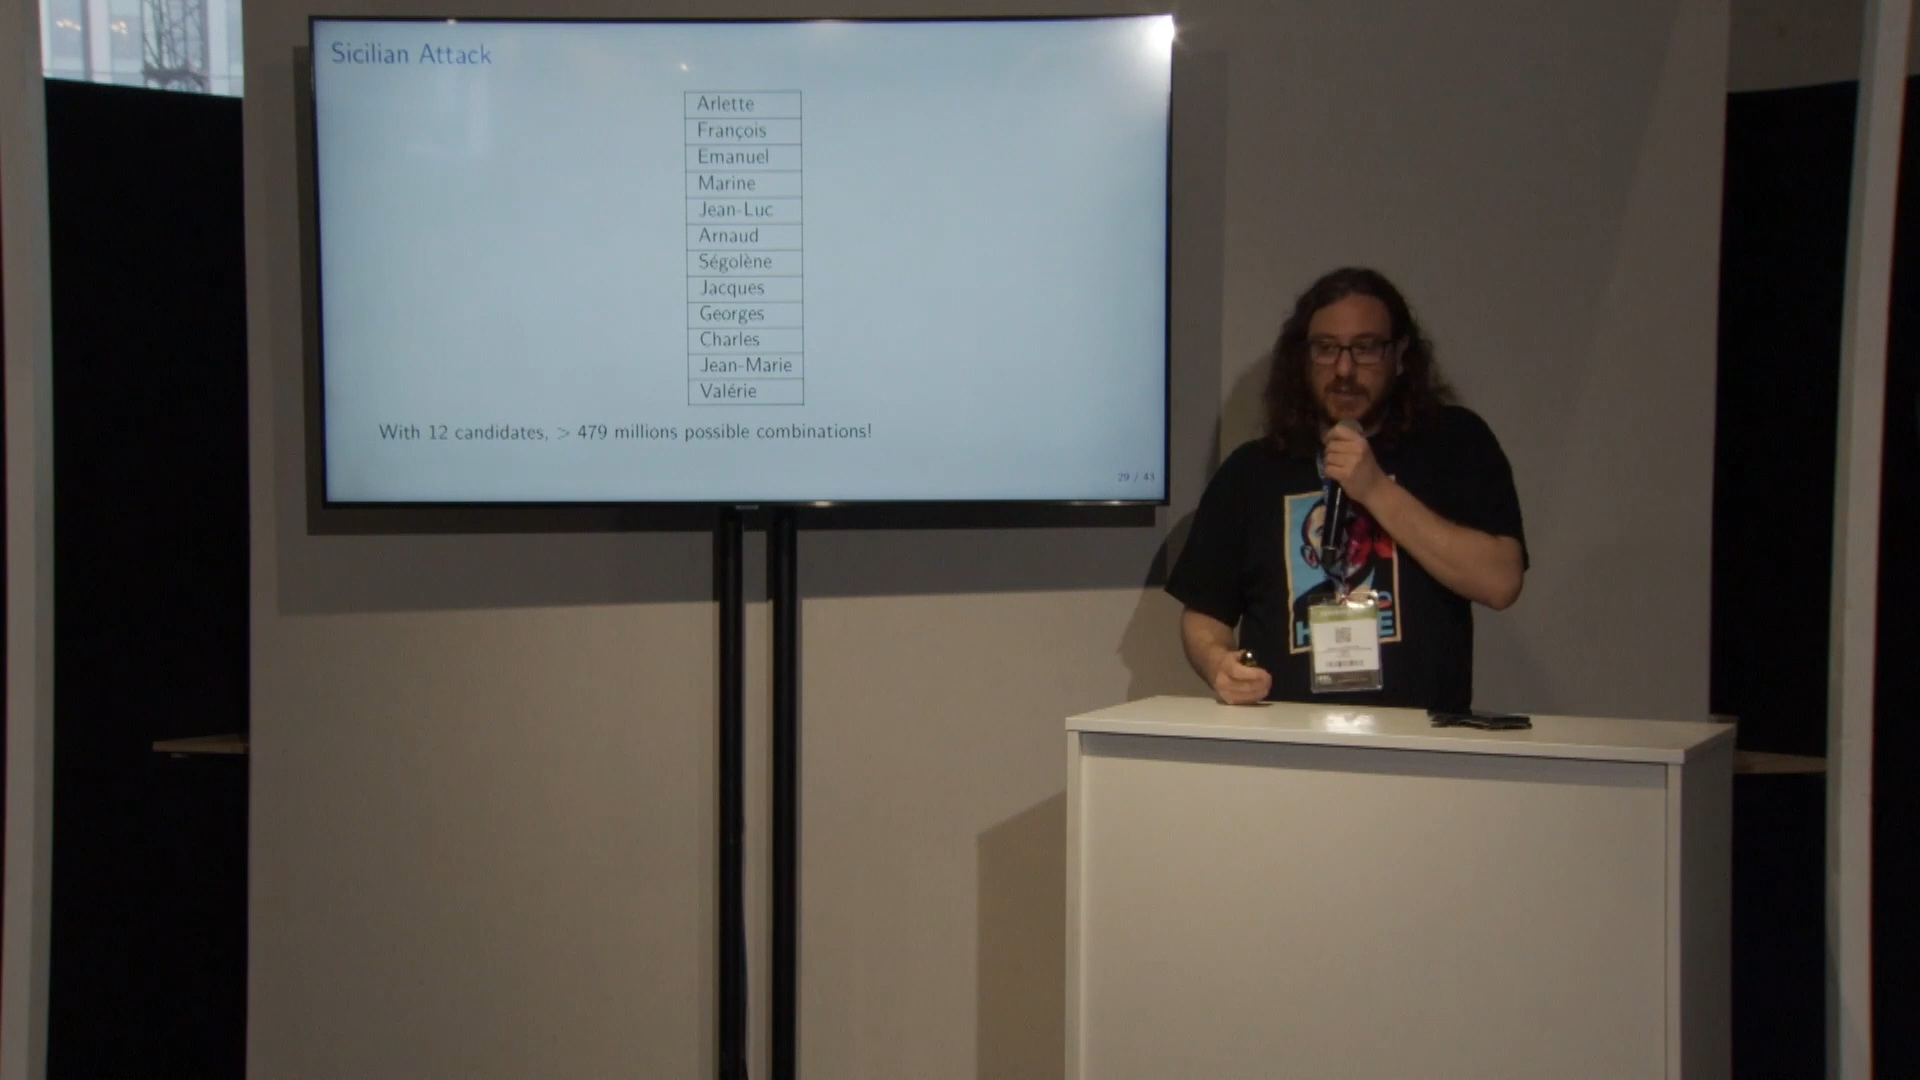 Sicilian Attack
Arlette
François
Emanuel
Marine
Jean-Luc
Arnaud
Ségolène
Jacques
Georges
Charles
Jean-Marie
Valérie
With 12 candidates, > 479 millions possible combinations!
29 / 43